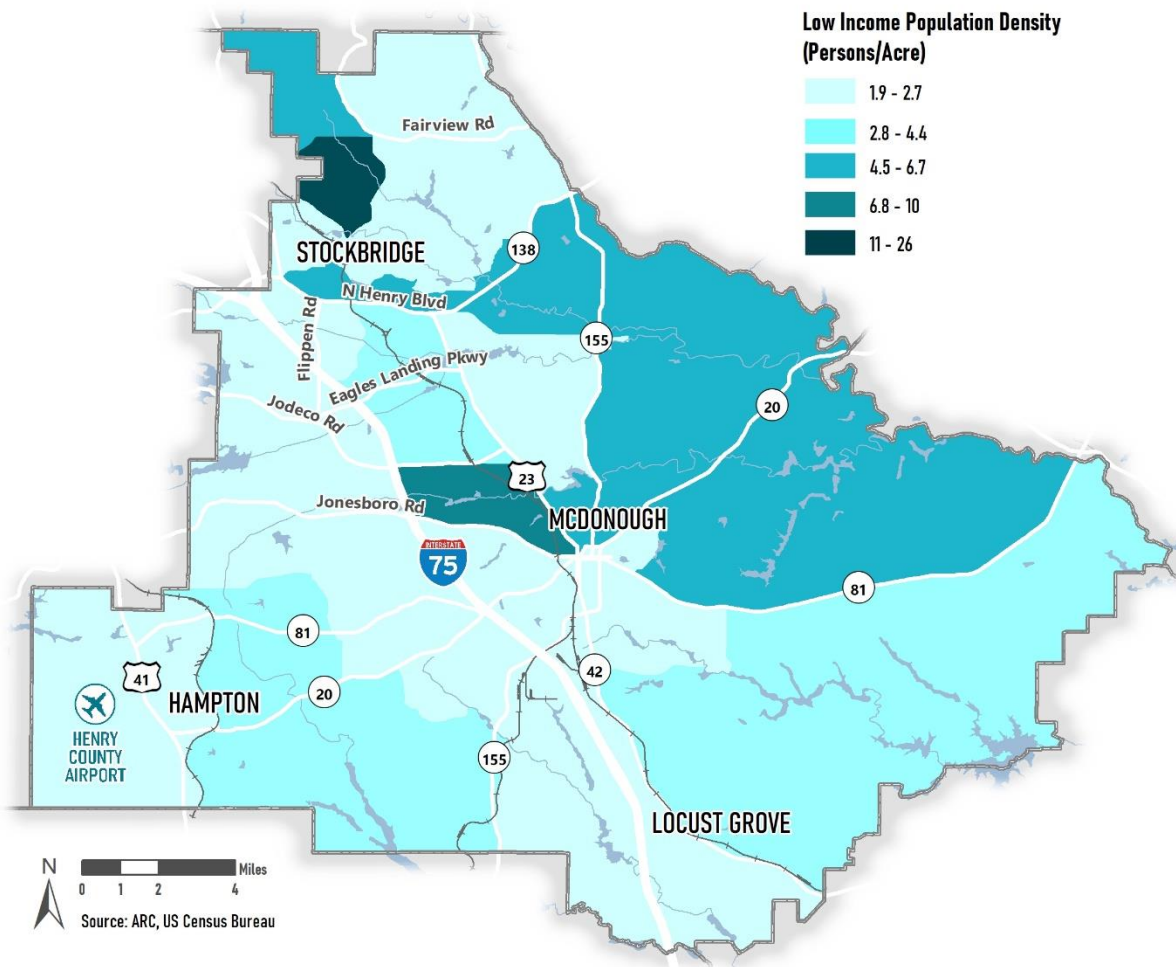 Low Income Population Density
(Persons/Acre)
1.9 - 2.7
2.8 - 4.4
4.5 - 6.7
6.8 - 10
11 - 26
Fairview Rd
STOCKBRIDGE
138
N Henry Blvd
155
Flippen Rd
Eagles Landing Pkwy
20
Jodeco Rd
23
Jonesboro Rd
MCDONOUGH
INTERSTATE
75
81
81
42
41
20
HAMPTON
HENRY
COUNTY
AIRPORT
155
LOCUST GROVE
N
Miles
0 1 2 4
Source: ARC, US Census Bureau